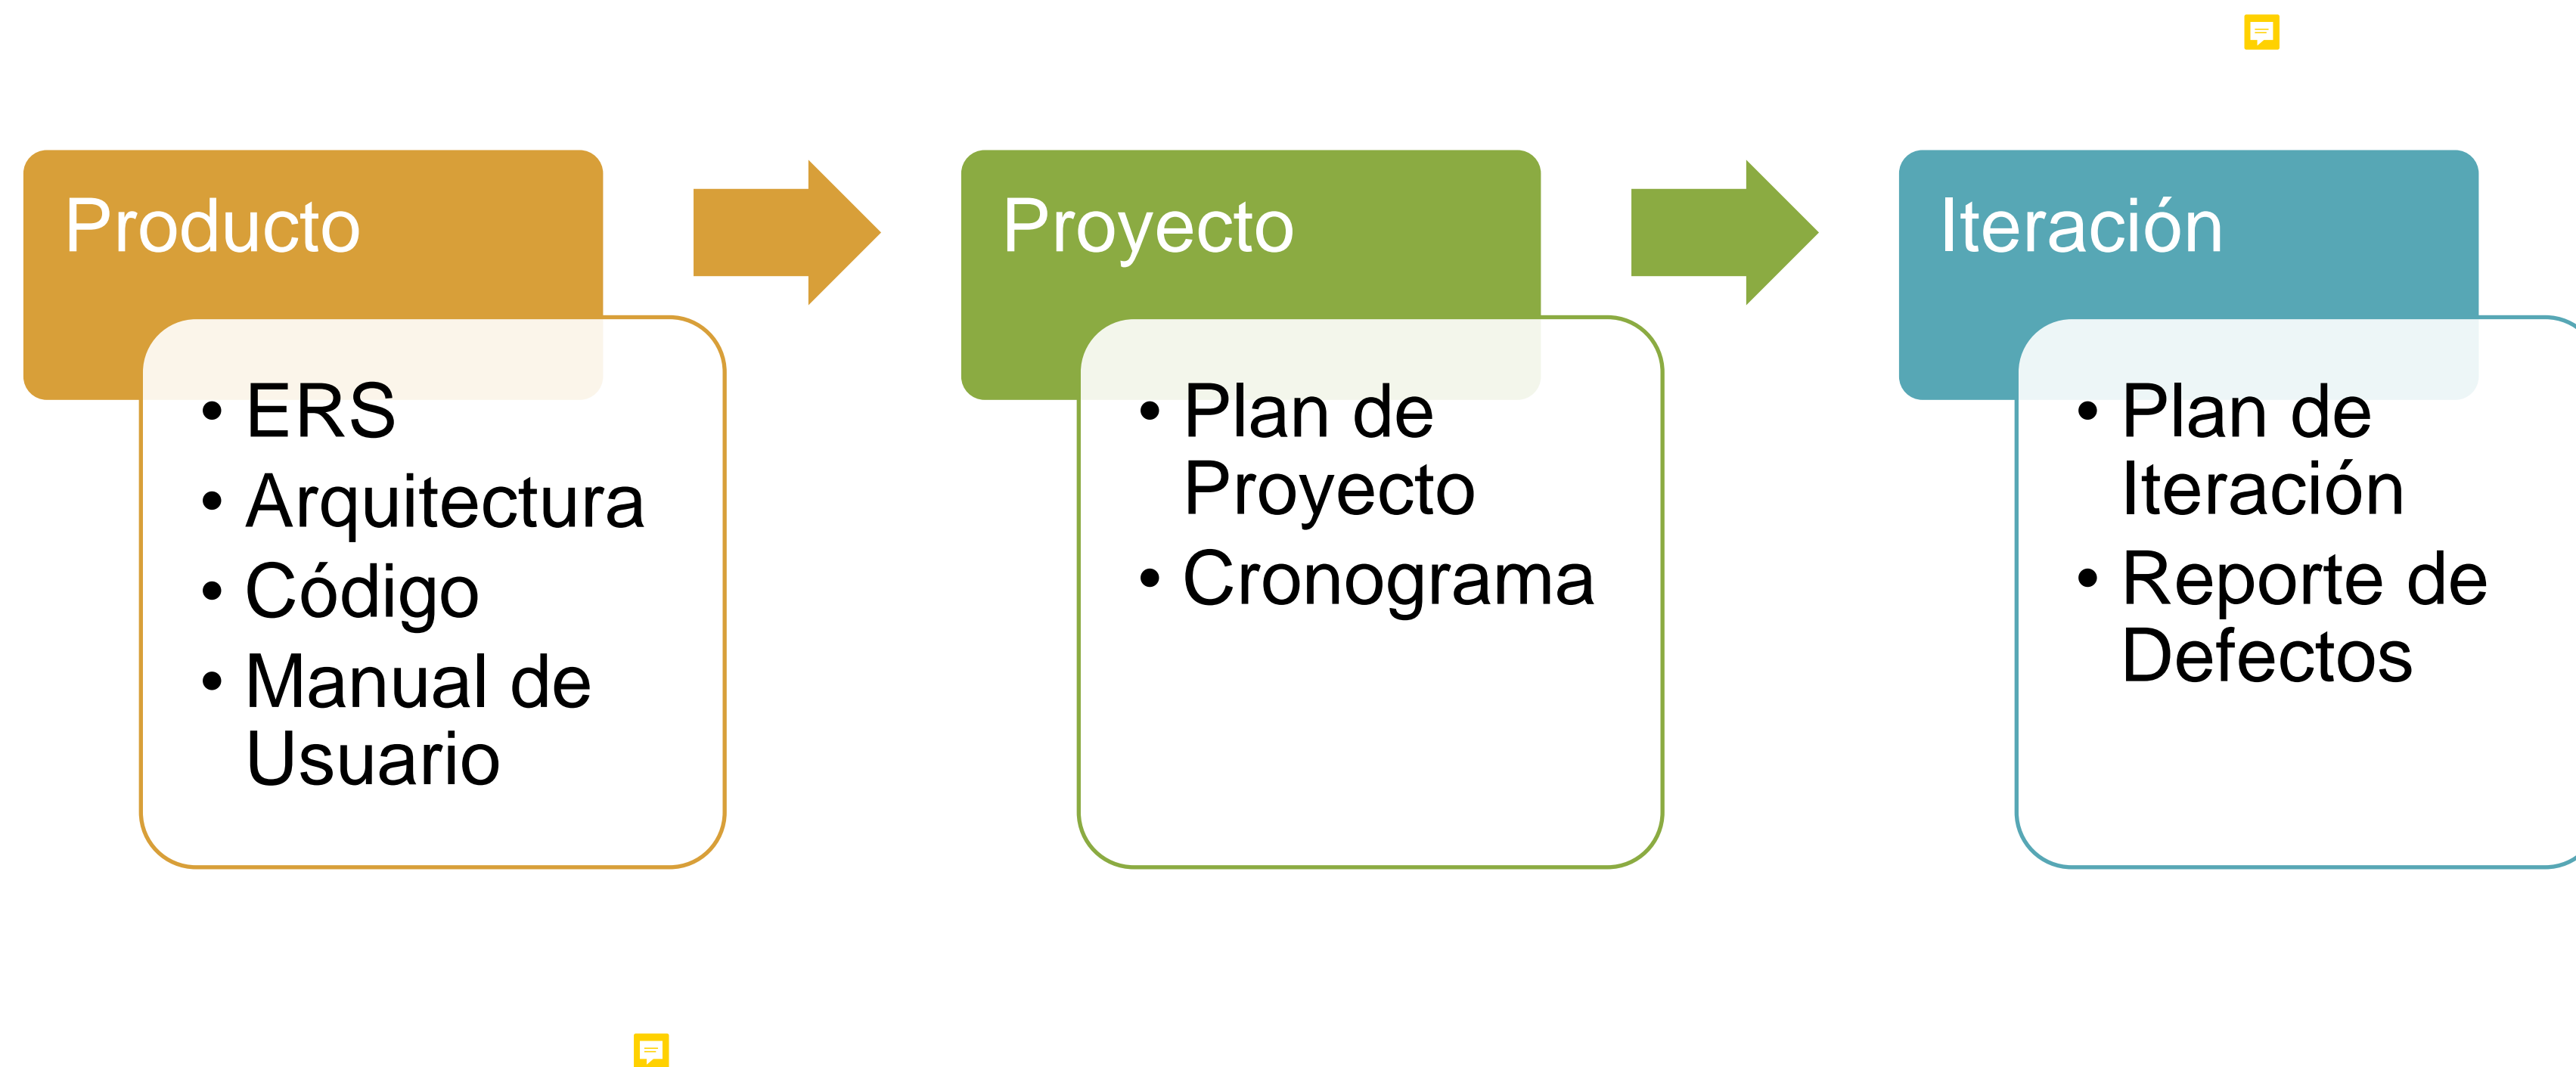 Producto
• ERS
• Arquitectura
• Código
• Manual de
Usuario
Proyecto
• Plan de
Proyecto
• Cronograma
Iteración
• Plan de
Iteración
• Reporte de
Defectos